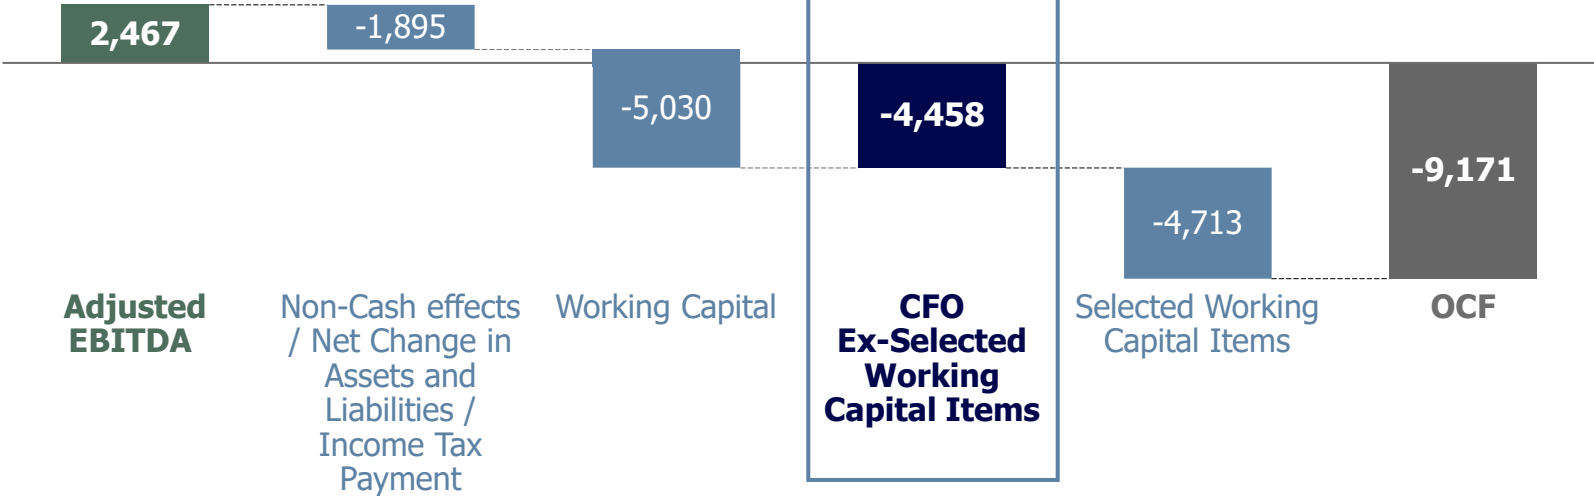 2,467
-1,895
-5,030
-4,458
-4,713
-9,171
Adjusted
EBITDA
Non-Cash effects
/ Net Change in
Assets and
Liabilities /
Income Tax
Payment
Working Capital
CFO
Ex-Selected
Working
Capital Items
Selected Working
Capital Items
OCF